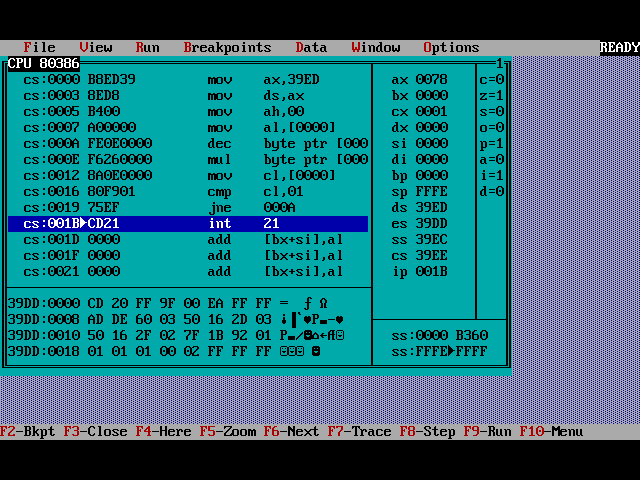 File View Run Breakpoints Data Window Options READY
CPU 80386 1
cs:0000 B8ED39 mov ax,39ED ax 0078 c=0
cs:0003 8ED8 mov ds,ax bx 0000 z=1
cs:0005 B400 mov ah,00 cx 0001 s=0
cs:0007 A00000 mov al,[0000] dx 0000 o=0
cs:000A FE0E0000 dec byte ptr [000 si 0000 p=1
cs:000E F6260000 mul byte ptr [000 di 0000 a=0
cs:0012 8A0E0000 mov cl,[0000] bp 0000 i=1
cs:0016 80F901 cmp cl,01 sp FFFE d=0
cs:0019 75EF jne 000A ds 39ED
cs:001B►CD21 int 21 es 39DD
cs:001D 0000 add [bx+si],al ss 39EC
cs:001F 0000 add [bx+si],al cs 39EE
cs:0021 0000 add [bx+si],al ip 001B
39DD:0000 CD 20 FF 9F 00 EA FF FF = ƒ Ω
39DD:0008 AD DE 60 03 50 16 2D 03 ¡▐`♥P▬-♥
39DD:0010 50 16 2F 02 7F 1B 92 01 P▬/☻⌂←Æ☺ ss:0000 B360
39DD:0018 01 01 01 00 02 FF FF FF ☺☺☺ ☻ ss:FFFE►FFFF
F2-Bkpt F3-Close F4-Here F5-Zoom F6-Next F7-Trace F8-Step F9-Run F10-Menu